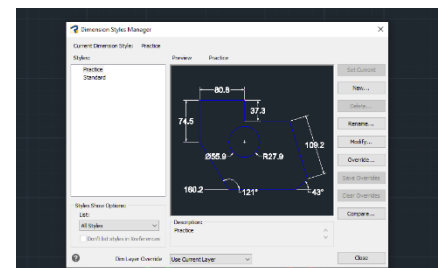 Dimension Styles Manager
Current Dimension Style: Practice
Styles:
Preview Practice
Practice
Standard
80.8
37.3
74.5
109.2
Ø55.9
R27.9
160.2
121°
43°
Set Current
New...
Delete...
Rename...
Modify...
Override...
Save Overrides
Clear Overrides
Compare...
Styles Show Options:
List:
All Styles
Don't list styles in Xreferences
Description:
Practice
Dim Layer Override
Use Current Layer
Close